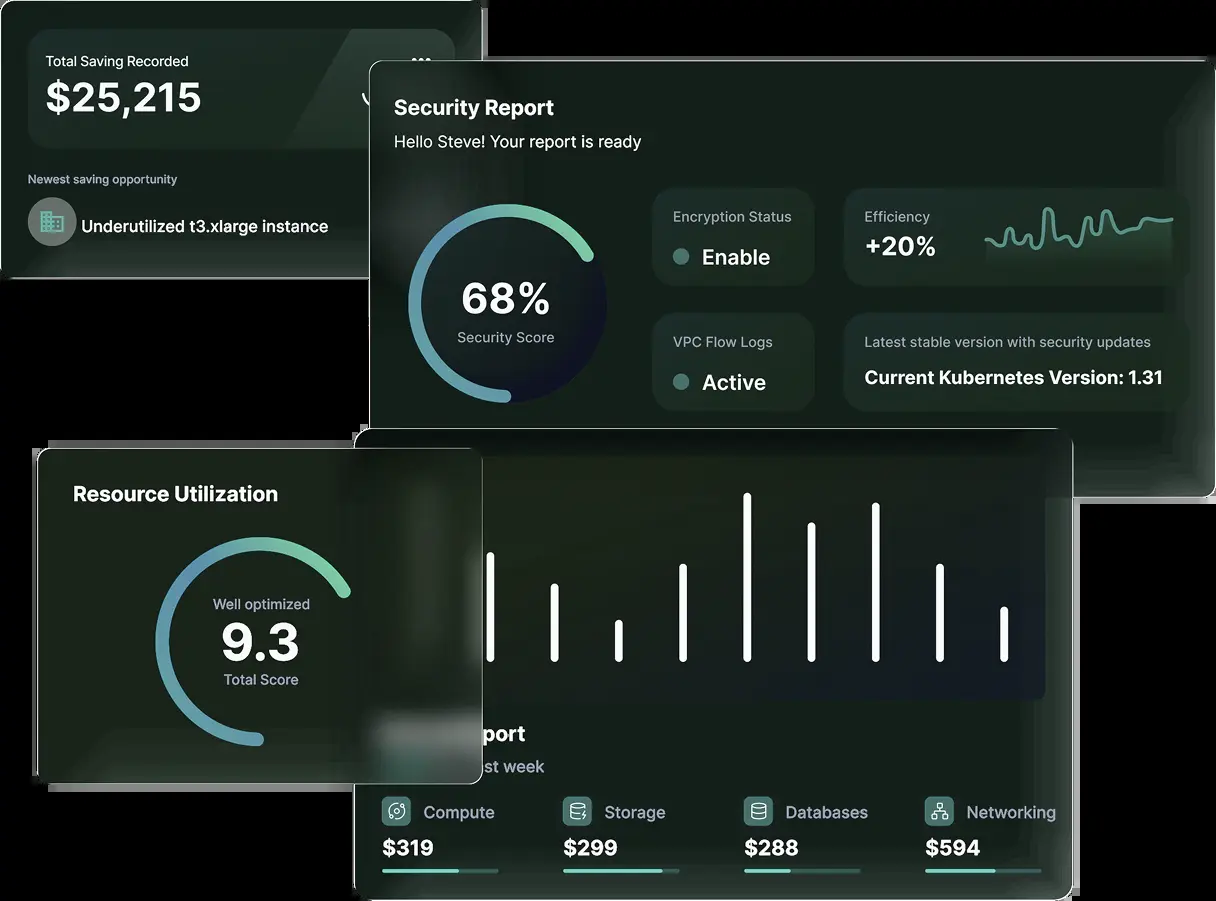 Total Saving Recorded
$25,215
Newest saving opportunity
Underutilized t3.xlarge instance
Security Report
Hello Steve! Your report is ready
68%
Security Score
Encryption Status
Enable
Efficiency
+20%
VPC Flow Logs
Active
Latest stable version with security updates
Current Kubernetes Version: 1.31
Resource Utilization
Well optimized
9.3
Total Score
port
st week
Compute
$319
Storage
$299
Databases
$288
Networking
$594